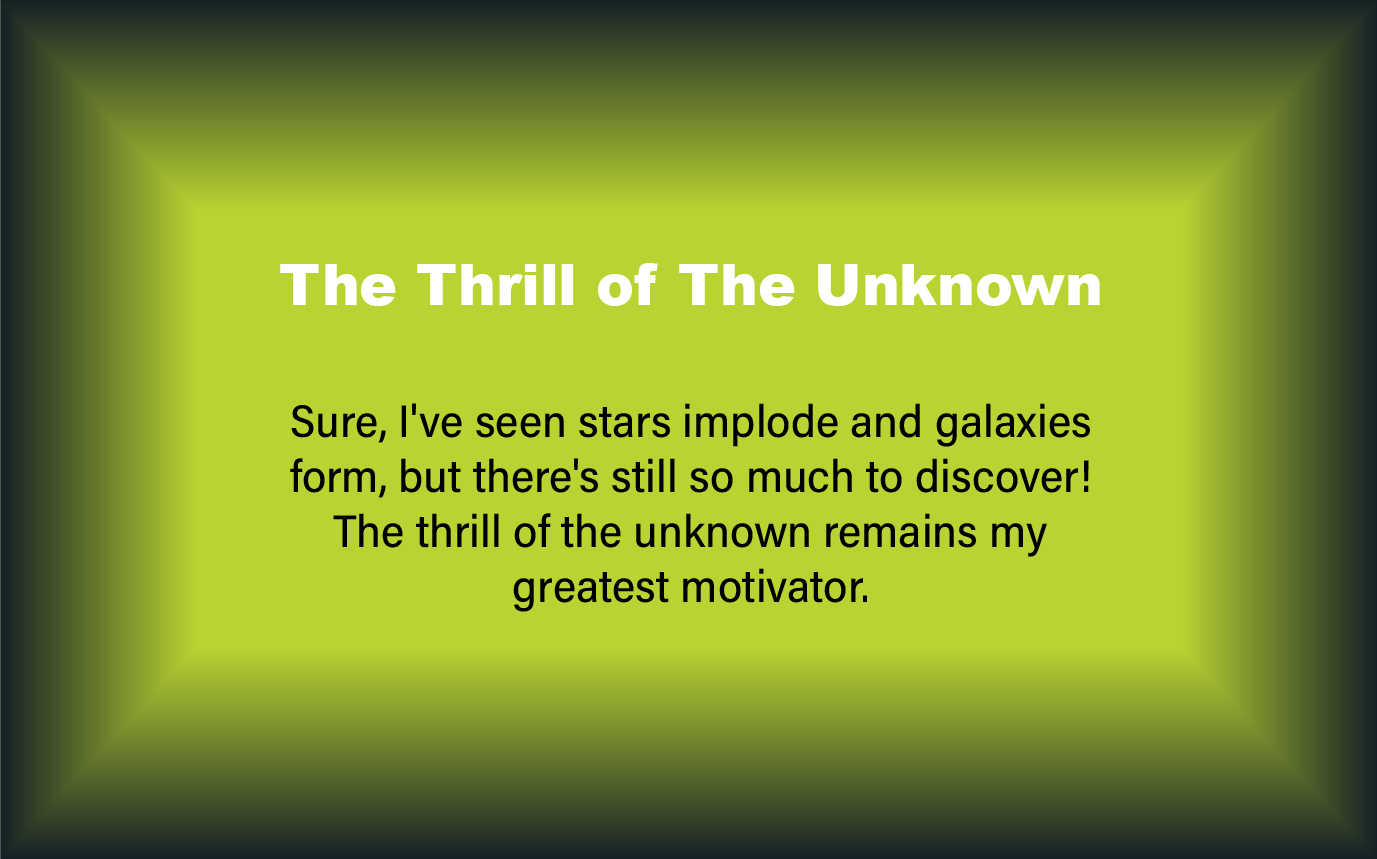 The Thrill of The Unknown
Sure, I've seen stars implode and galaxies
form, but there's still so much to discover!
The thrill of the unknown remains my
greatest motivator.